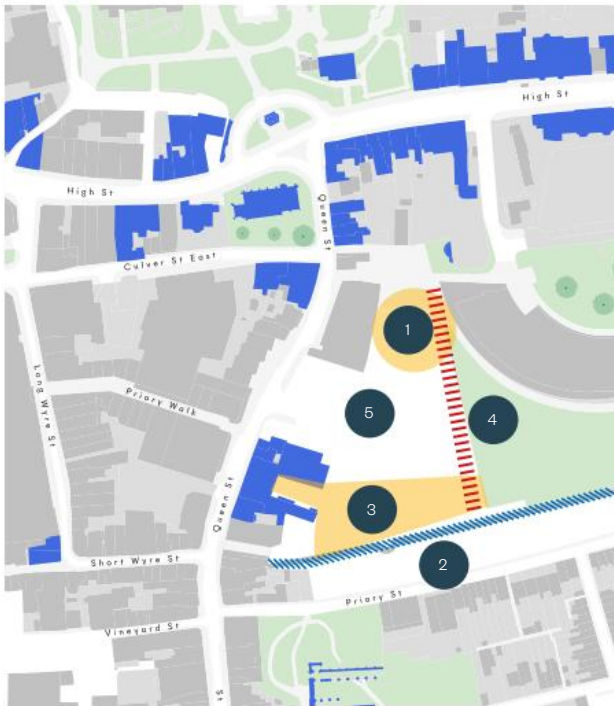 High St
High St
Queen St
Culver St East
1
Long Wyre St
Priory Walk
5
4
Queen St
3
Short Wyre St
2
Priory St
Vineyard St
St